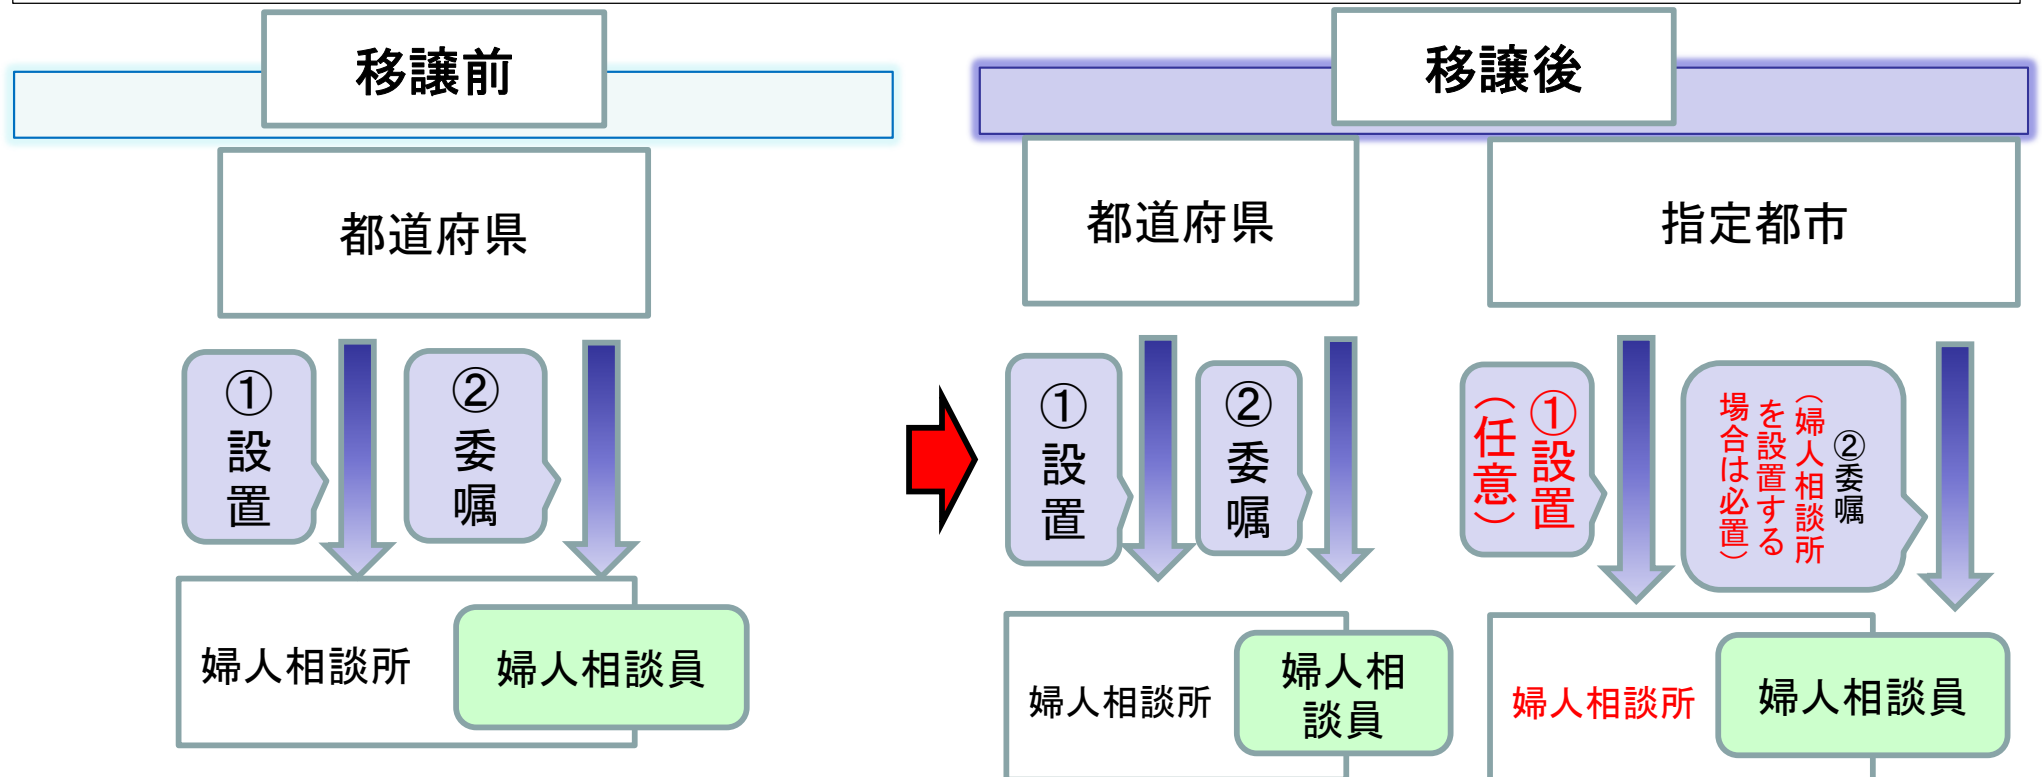 移譲前
都道府県
①設置
②委嘱
婦人相談所
婦人相談員
移譲後
都道府県
①設置
②委嘱
婦人相談所
婦人相
談員
指定都市
①設置
（任意）
②委嘱
（婦人相談所
を設置する
場合は必置）
婦人相談所
婦人相談員